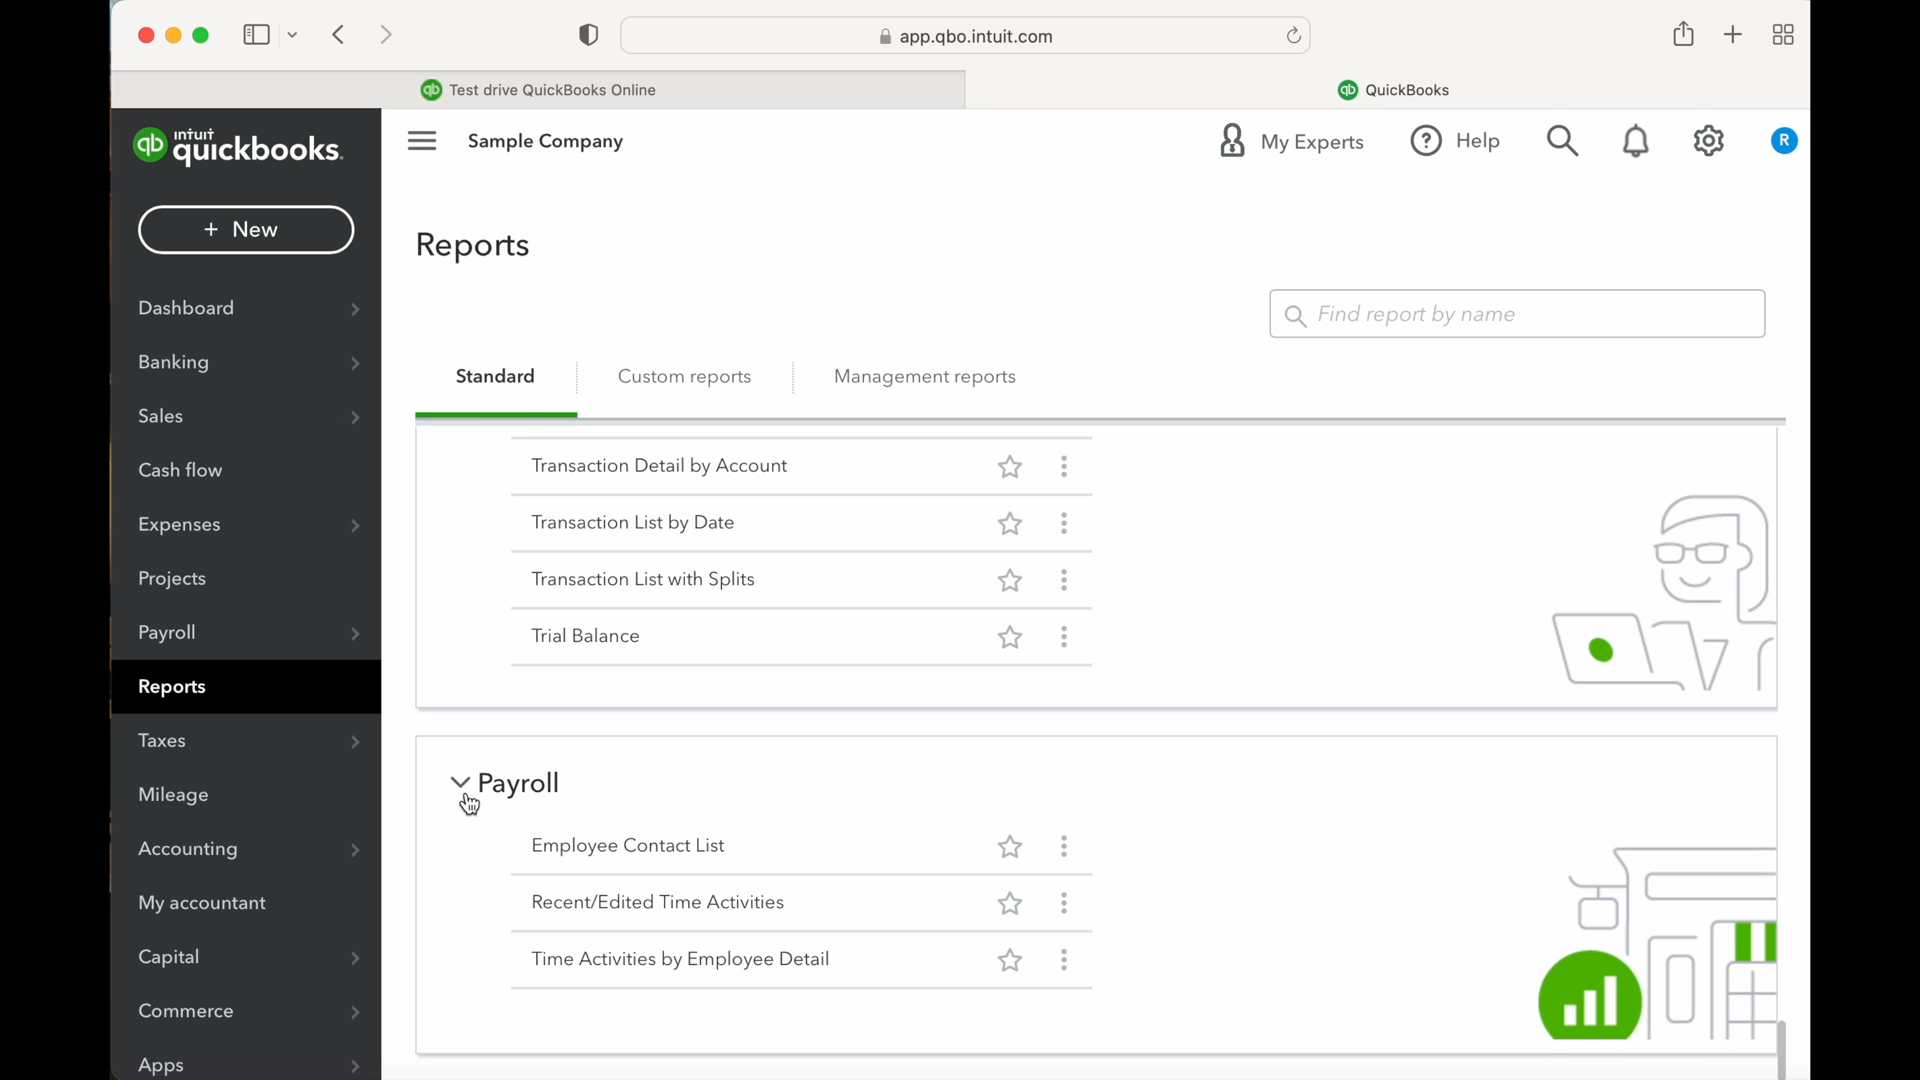 app.qbo.intuit.com
qb Test drive QuickBooks Online
qb QuickBooks
qb intuit quickbooks.
Sample Company
My Experts
? Help
R
+ New
Reports
Find report by name
Dashboard
Banking
Sales
Cash flow
Expenses
Projects
Payroll
Reports
Taxes
Mileage
Accounting
My accountant
Capital
Commerce
Apps
Standard
Custom reports
Management reports
Transaction Detail by Account
Transaction List by Date
Transaction List with Splits
Trial Balance
Payroll
Employee Contact List
Recent/Edited Time Activities
Time Activities by Employee Detail